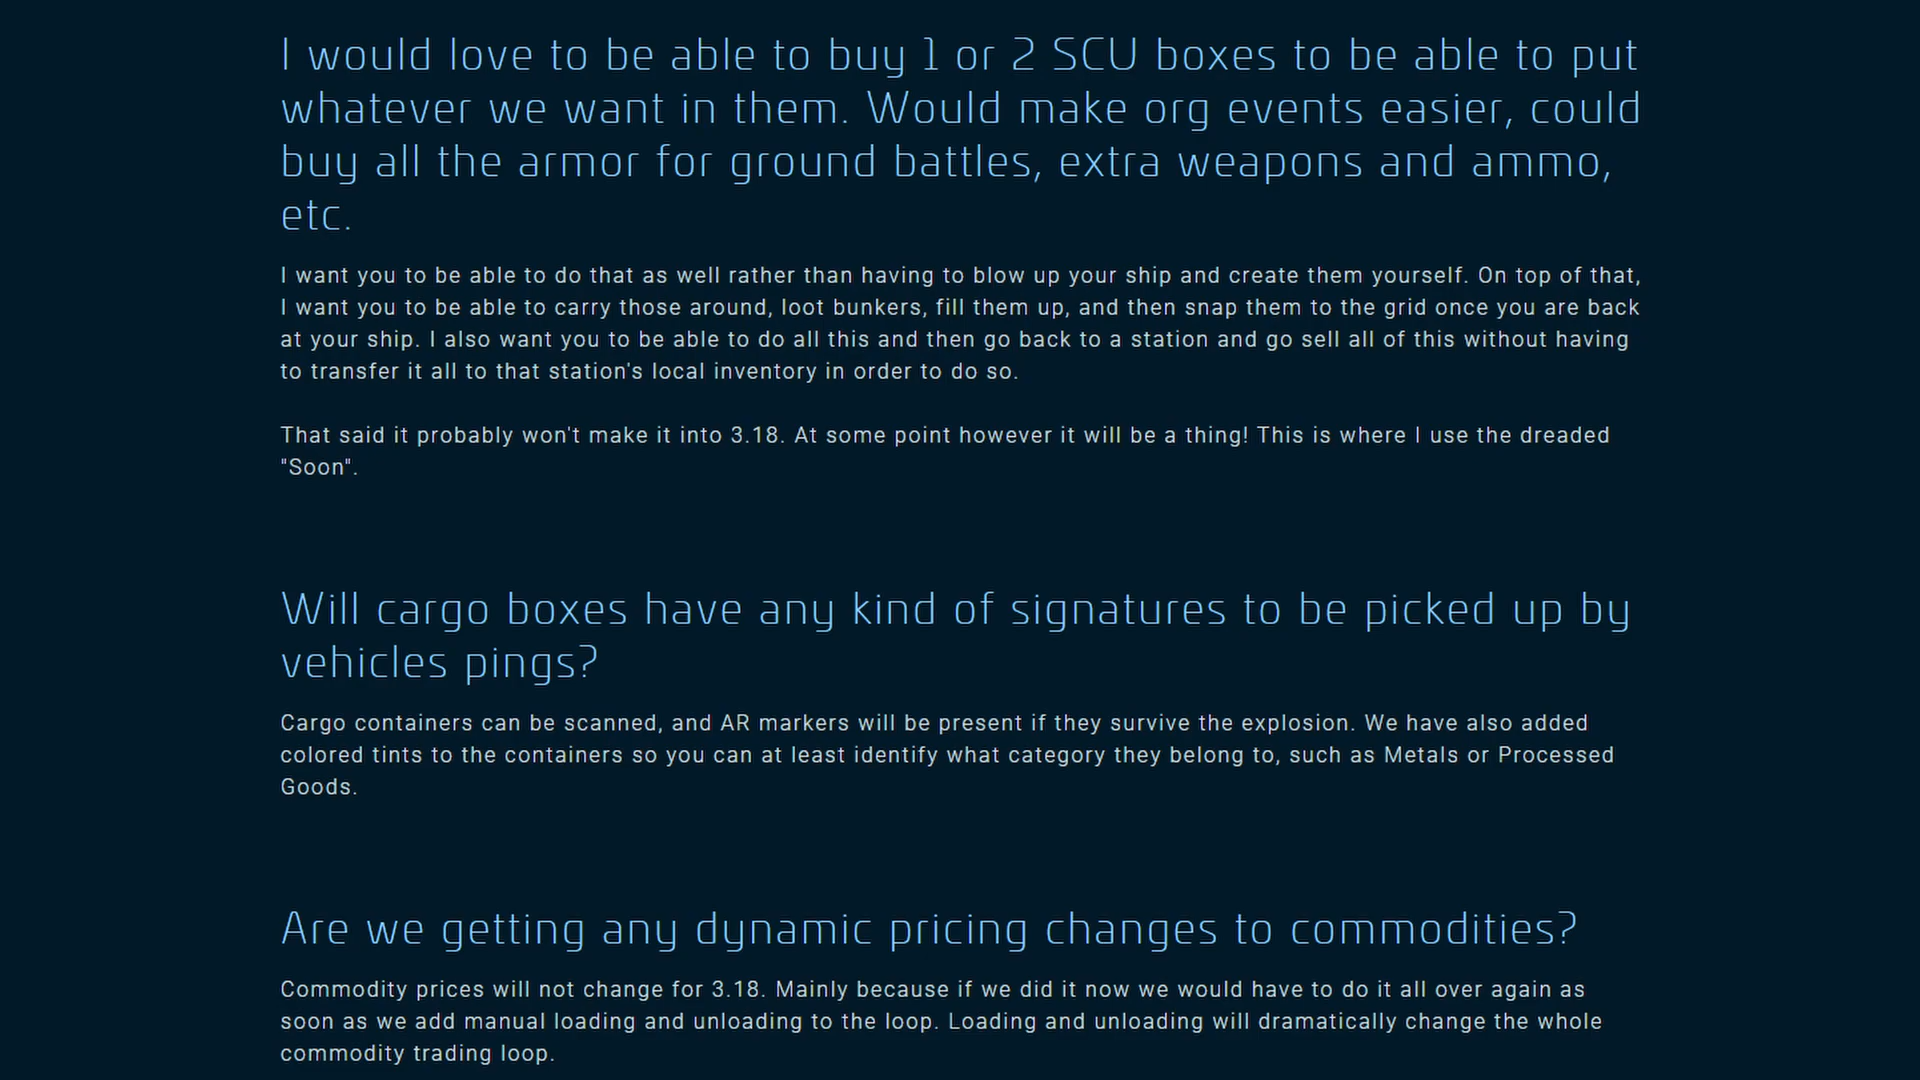 I would love to be able to buy 1 or 2 SCU boxes to be able to put
whatever we want in them. Would make org events easier, could
buy all the armor for ground battles, extra weapons and ammo,
etc.
I want you to be able to do that as well rather than having to blow up your ship and create them yourself. On top of that,
I want you to be able to carry those around, loot bunkers, fill them up, and then snap them to the grid once you are back
at your ship. I also want you to be able to do all this and then go back to a station and go sell all of this without having
to transfer it all to that station's local inventory in order to do so.
That said it probably won't make it into 3.18. At some point however it will be a thing! This is where I use the dreaded
"Soon".
Will cargo boxes have any kind of signatures to be picked up by
vehicles pings?
Cargo containers can be scanned, and AR markers will be present if they survive the explosion. We have also added
colored tints to the containers so you can at least identify what category they belong to, such as Metals or Processed
Goods.
Are we getting any dynamic pricing changes to commodities?
Commodity prices will not change for 3.18. Mainly because if we did it now we would have to do it all over again as
soon as we add manual loading and unloading to the loop. Loading and unloading will dramatically change the whole
commodity trading loop.